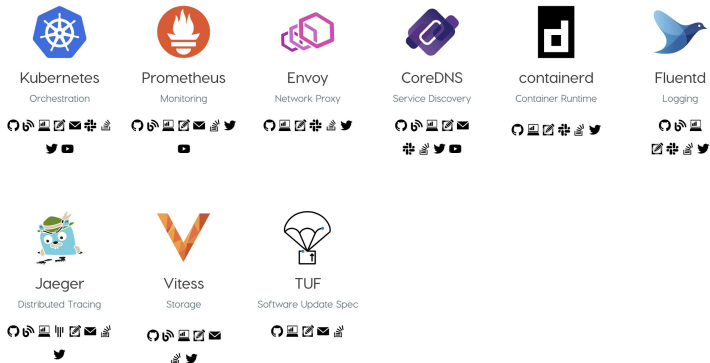 Kubernetes
Orchestration
Prometheus
Monitoring
Envoy
Network Proxy
CoreDNS
Service Discovery
containerd
Container Runtime
Fluentd
Logging
Jaeger
Distributed Tracing
Vitess
Storage
TUF
Software Update Spec